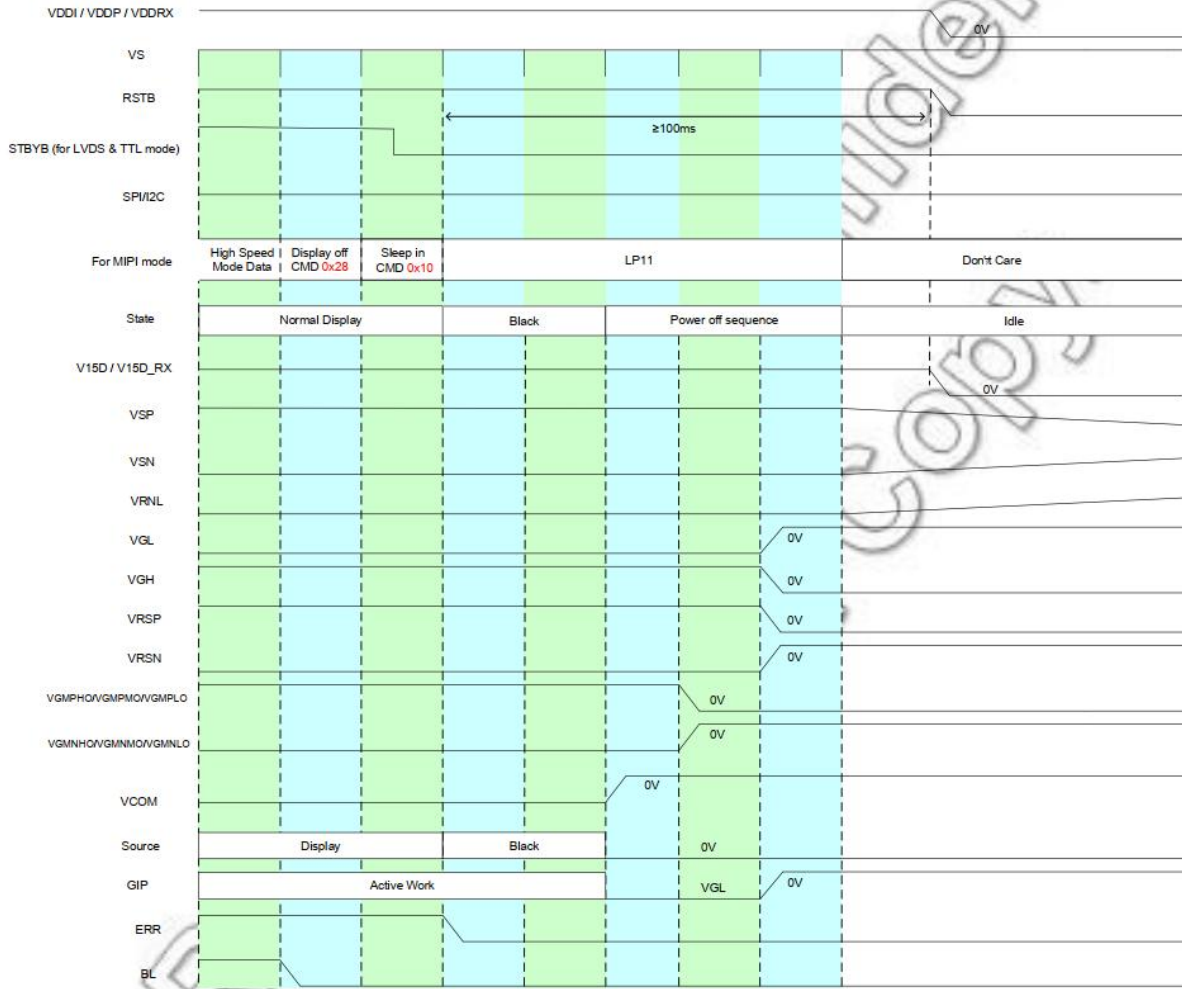 VDDI / VDDP / VDDRX
0V
VS
RSTB
≥100ms
STBYB (for LVDS & TTL mode)
SPI/I2C
For MIPI mode
High Speed
Mode Data
Display off
CMD 0x28
Sleep in
CMD 0x10
LP11
Don't Care
State
Normal Display
Black
Power off sequence
Idle
V15D / V15D_RX
0V
VSP
VSN
VRNL
VGL
0V
VGH
0V
VRSP
0V
VRSN
0V
VGMPHO/VGMPMO/VGMPLO
0V
VGMNHO/VGMNMO/VGMNLO
0V
VCOM
0V
Source
Display
Black
0V
GIP
Active Work
VGL
0V
ERR
BL